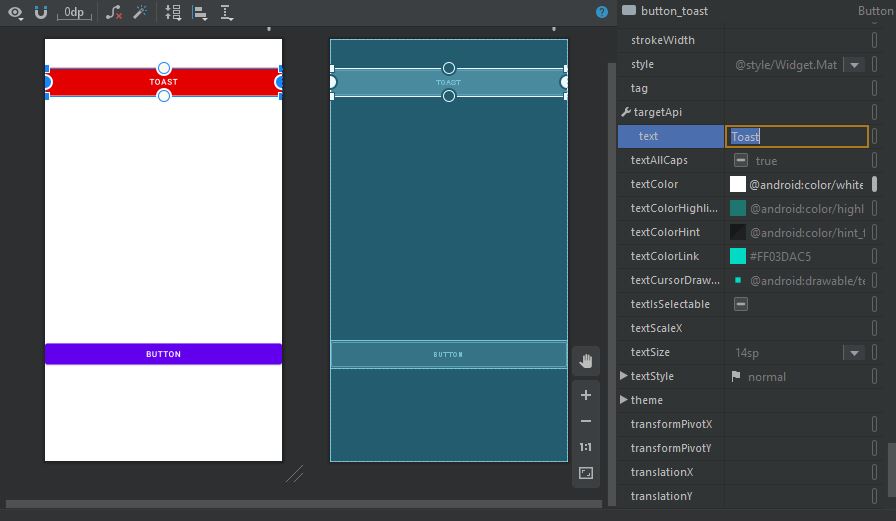 0dp
?
button_toast
Button
strokeWidth
style
@style/Widget.Mat
tag
targetApi
text
Toast
textAllCaps
true
textColor
@android:color/white
textColorHighli...
@android:color/highl
textColorHint
@android:color/hint_
textColorLink
#FF03DAC5
textCursorDraw...
@android:drawable/te
textIsSelectable
textScaleX
textSize
14sp
textStyle
normal
theme
transformPivotX
transformPivotY
translationX
translationY
TOAST
TOAST
BUTTON
BUTTON
1:1